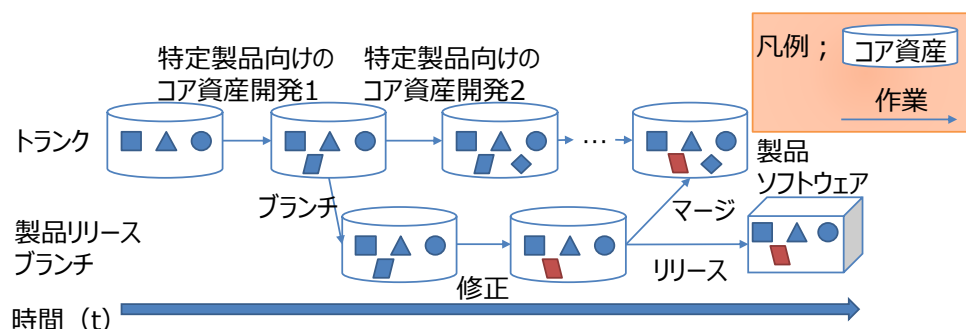 特定製品向けの
コア資産開発1
特定製品向けの
コア資産開発2
凡例；
コア資産
作業
トランク
…
製品
ソフトウェア
ブランチ
マージ
製品リリース
ブランチ
修正
リリース
時間（t）